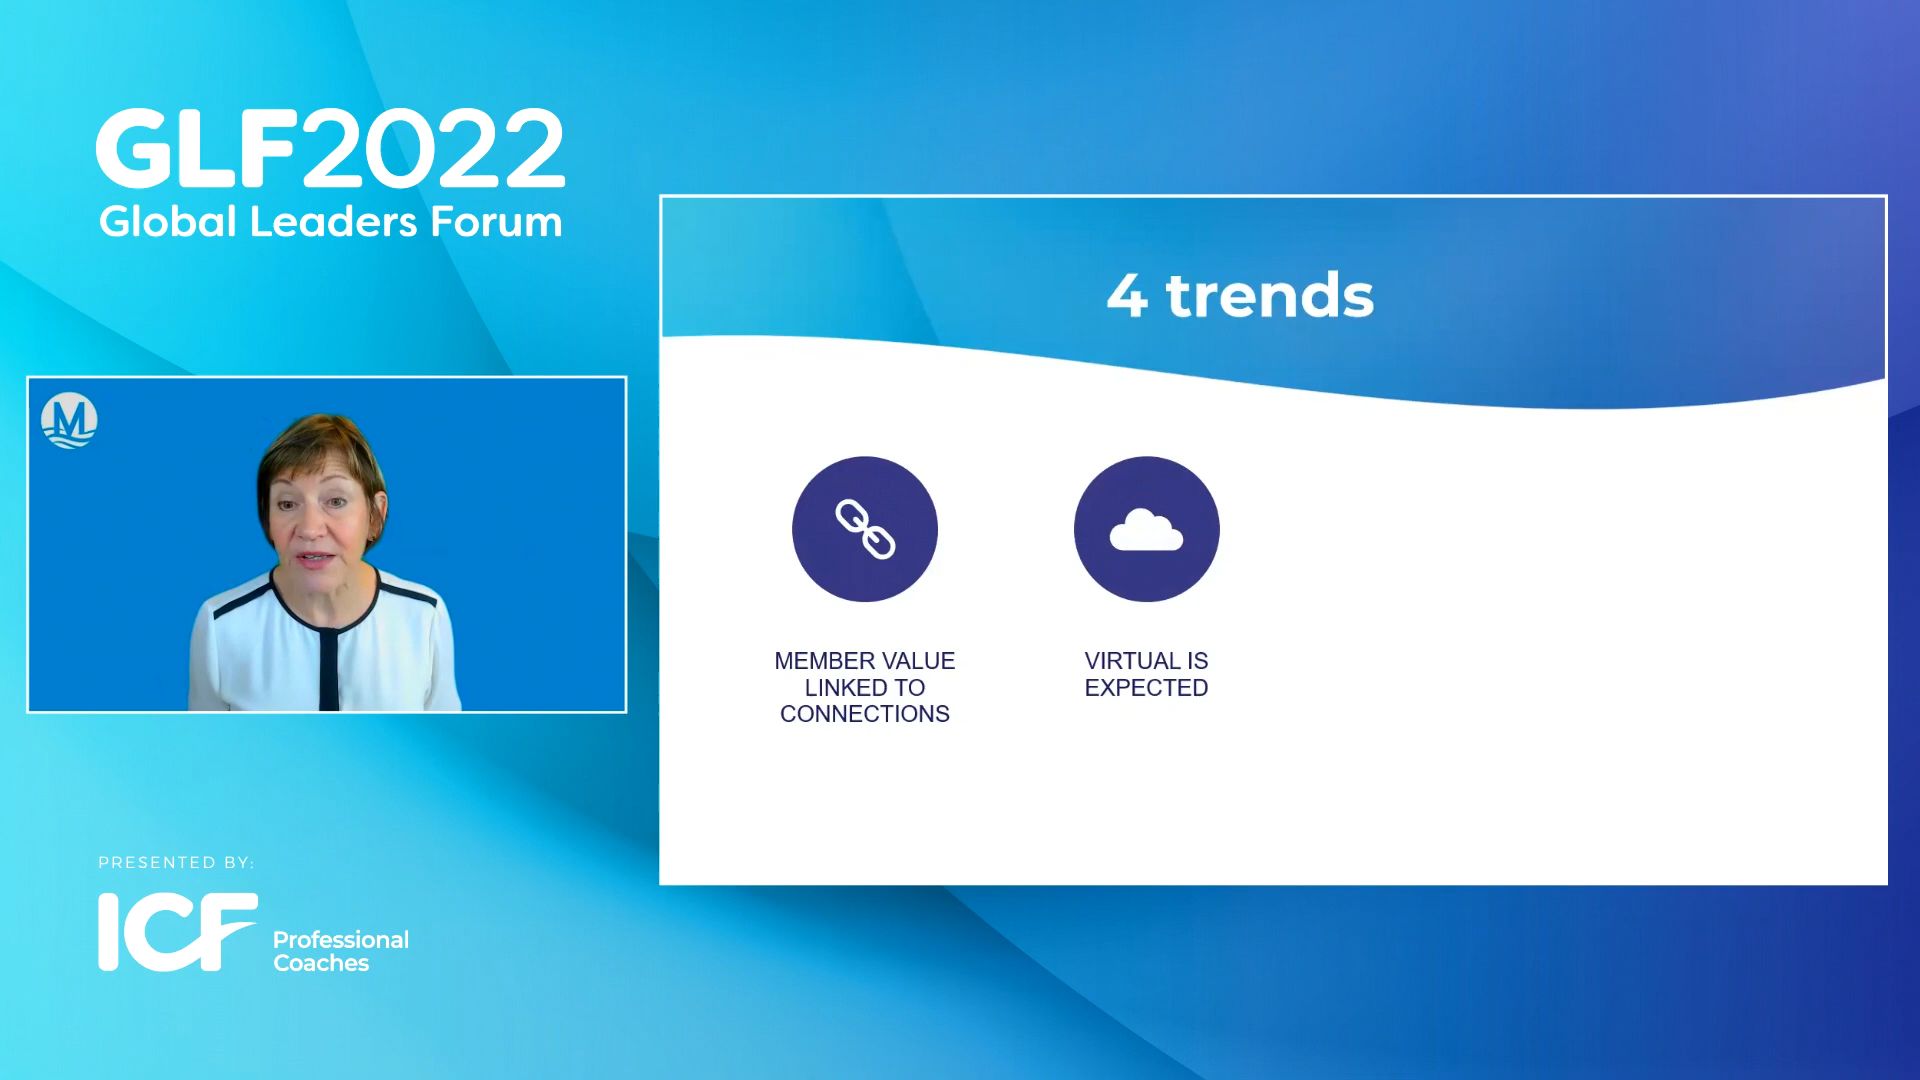 GLF2022
Global Leaders Forum
4 trends
M
MEMBER VALUE
LINKED TO
CONNECTIONS
VIRTUAL IS
EXPECTED
PRESENTED BY:
ICF
Professional
Coaches